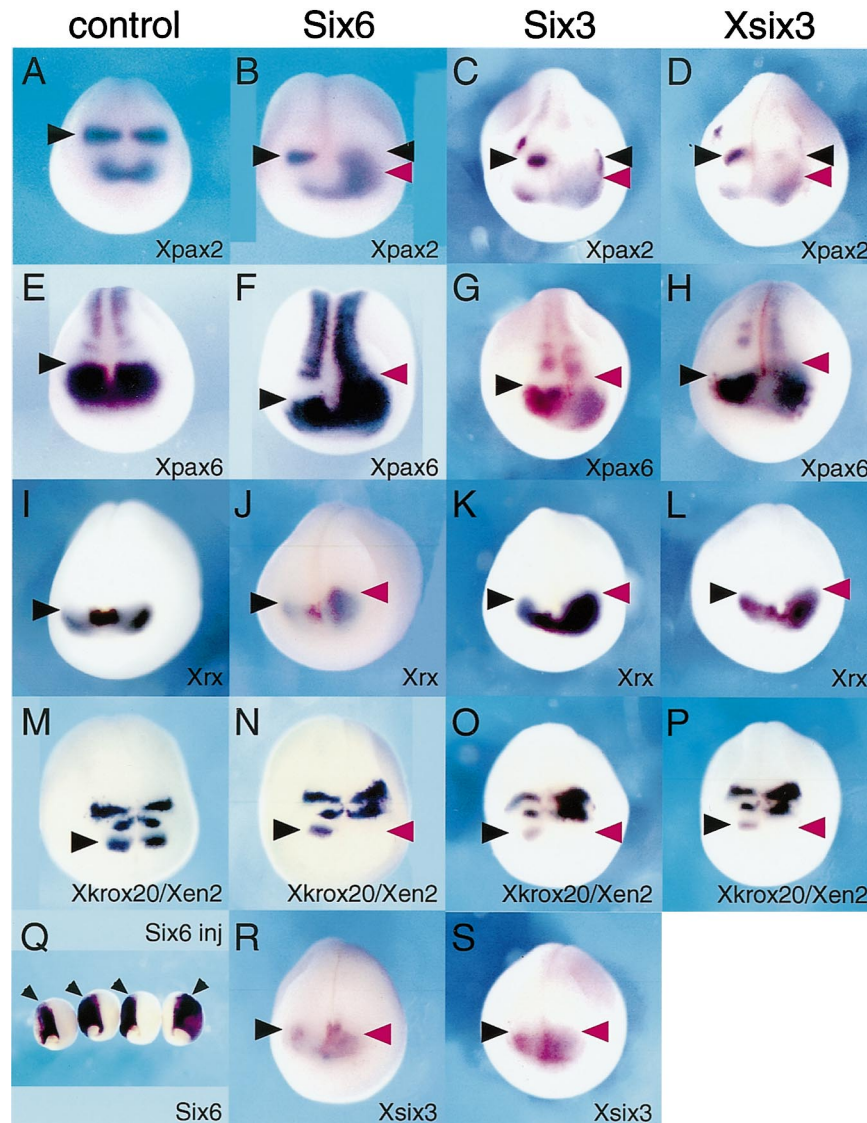 control Six6 Six3 Xsix3
A B C D
Xpax2 Xpax2 Xpax2 Xpax2
E F G H
Xpax6 Xpax6 Xpax6 Xpax6
I J K L
Xrx Xrx Xrx Xrx
M N O P
Xkrox20/Xen2 Xkrox20/Xen2 Xkrox20/Xen2 Xkrox20/Xen2
Q Six6 inj R S
Six6 Xsix3 Xsix3